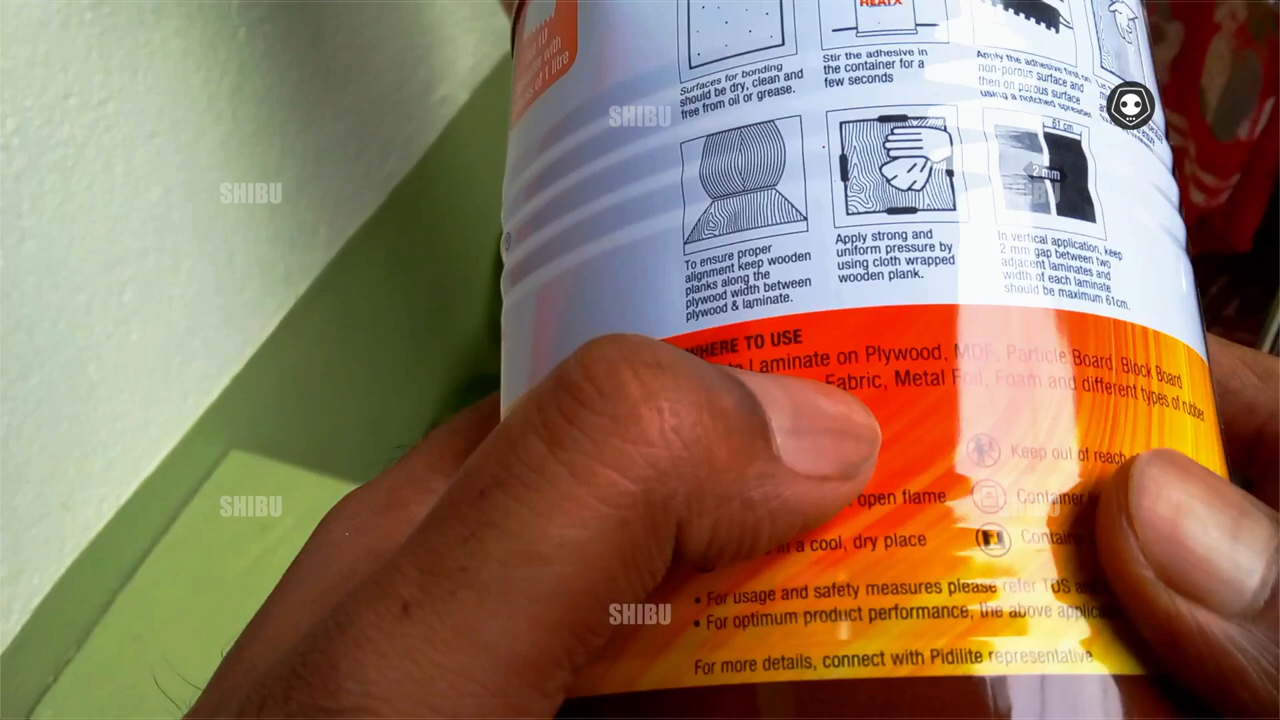 HEATX
with
of 1 litre
Surfaces for bonding
should be dry, clean and
free from oil or grease.
Stir the adhesive in
the container for a
few seconds
Apply the adhesive first on
non-porous surface and
then on porous surface
using a notched spreader
61 cm
2 mm
To ensure proper
alignment keep wooden
planks along the
plywood width between
plywood & laminate.
Apply strong and
uniform pressure by
using cloth wrapped
wooden plank.
In vertical application, keep
2 mm gap between two
adjacent laminates and
width of each laminate
should be maximum 61cm.
WHERE TO USE
Laminate on Plywood, MDF, Particle Board, Block Board
Fabric, Metal Foil, Foam and different types of rubber
Keep out of reach
open flame
Container
in a cool, dry place
• For usage and safety measures please refer TDS
• For optimum product performance, the above
For more details, connect with Pidilite representative
SHIBU
SHIBU
SHIBU
SHIBU